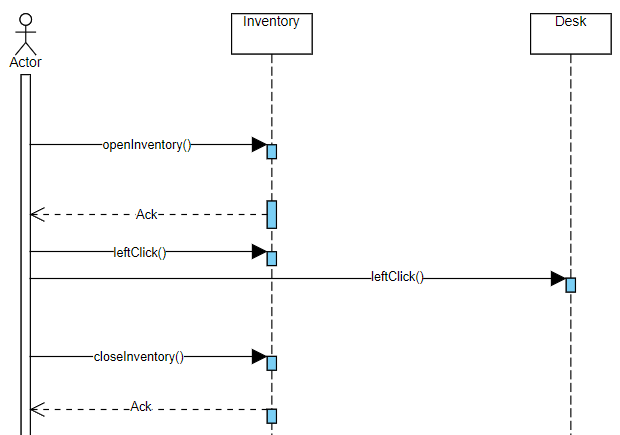 Inventory
Desk
Actor
openInventory()
Ack
leftClick()
leftClick()
closeInventory()
Ack